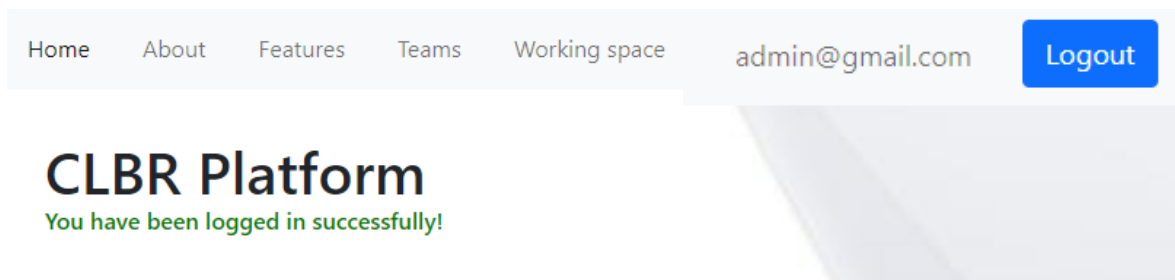 Home About Features Teams Working space admin@gmail.com Logout
CLBR Platform
You have been logged in successfully!